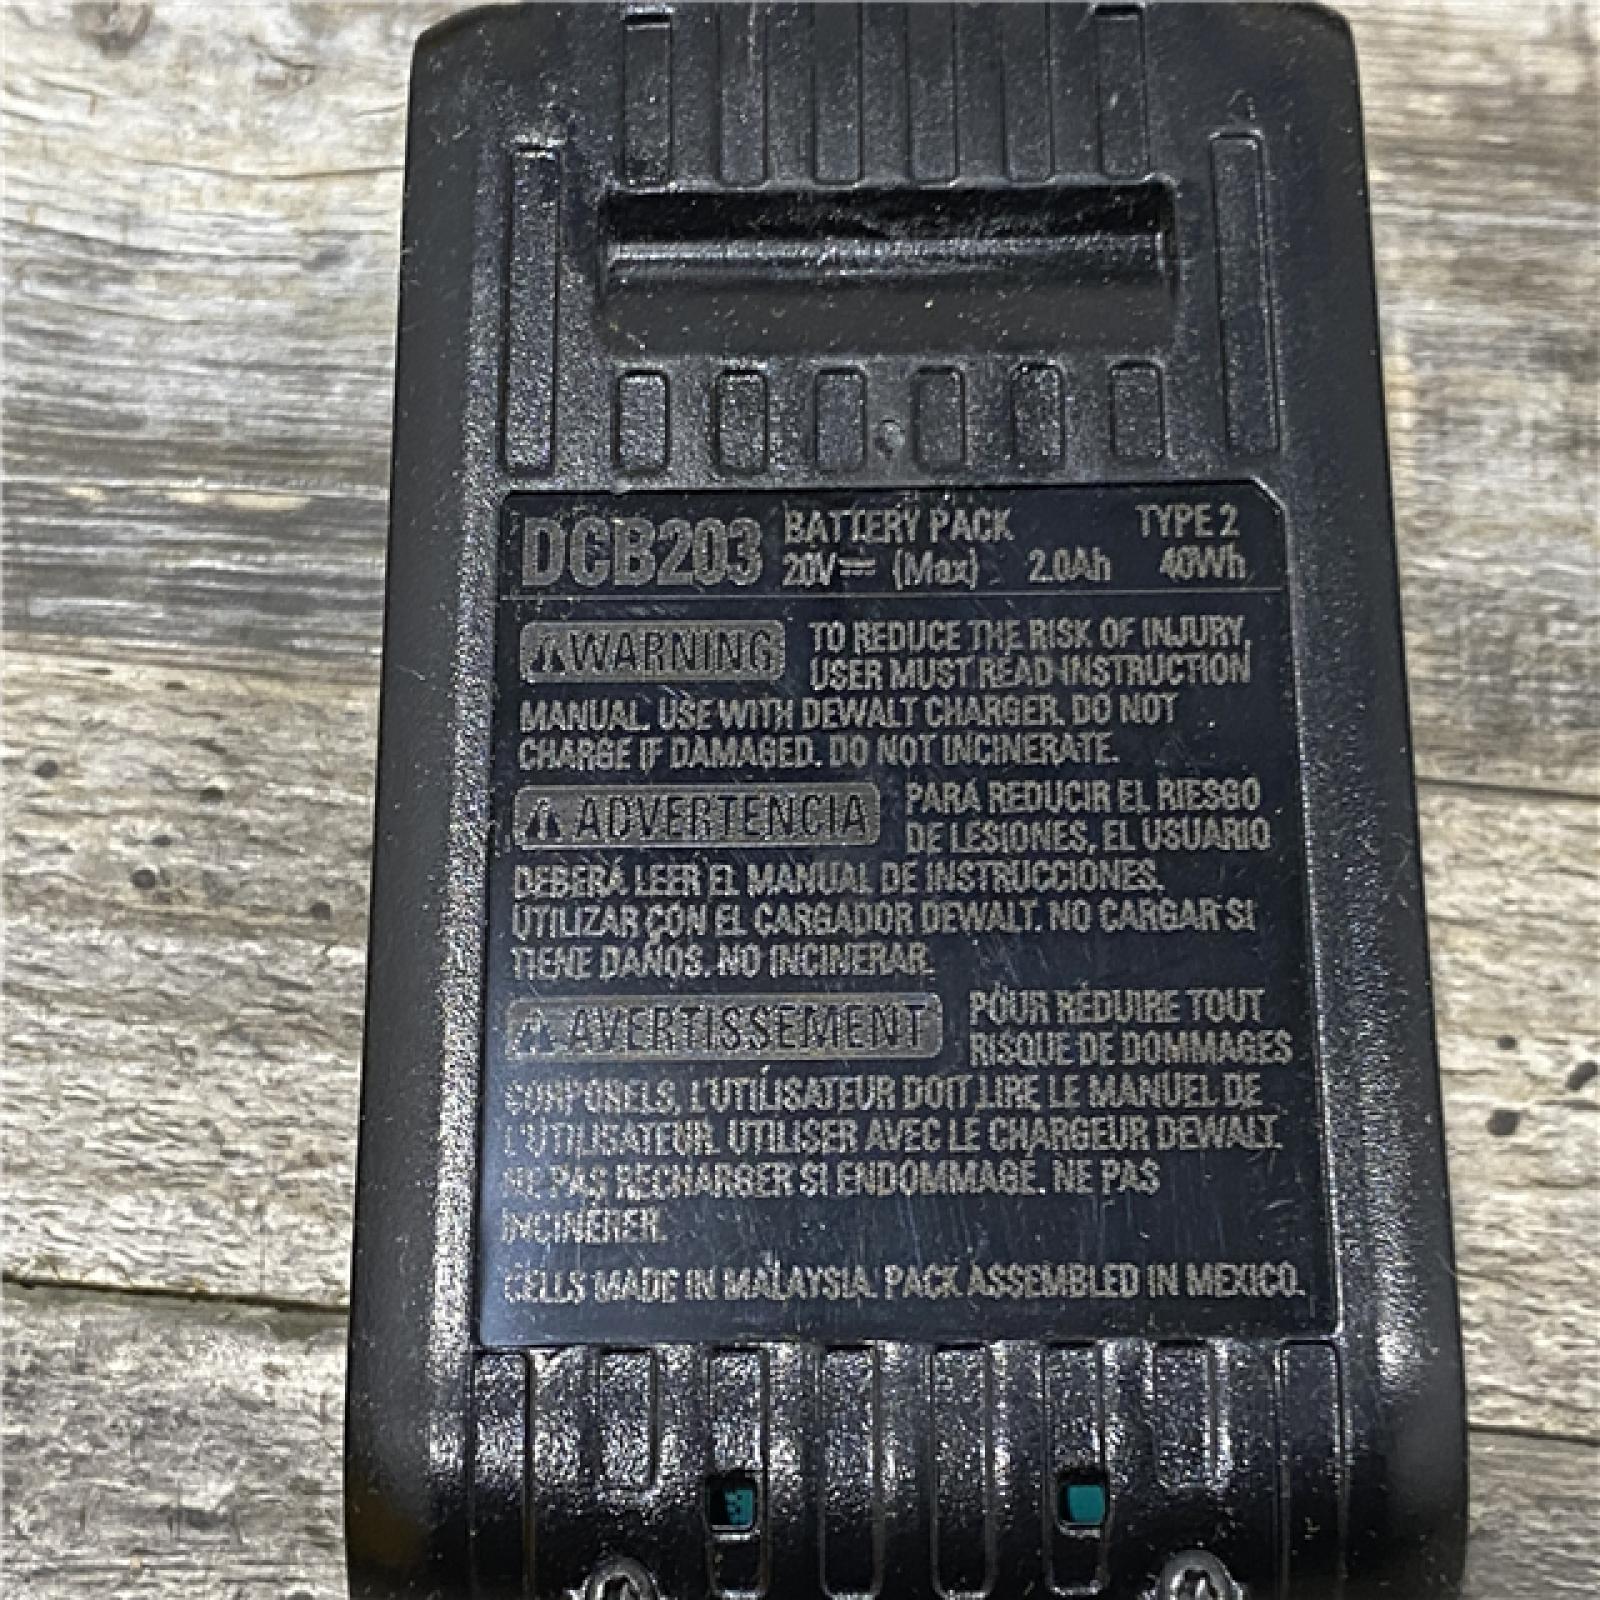 DCB203 BATTERY PACK TYPE 2
20V⎓ (Max) 2.0Ah 40Wh
⚠WARNING TO REDUCE THE RISK OF INJURY,
USER MUST READ INSTRUCTION
MANUAL. USE WITH DEWALT CHARGER. DO NOT
CHARGE IF DAMAGED. DO NOT INCINERATE.
⚠ADVERTENCIA PARA REDUCIR EL RIESGO
DE LESIONES, EL USUARIO
DEBERÁ LEER EL MANUAL DE INSTRUCCIONES.
UTILIZAR CON EL CARGADOR DEWALT. NO CARGAR SI
TIENE DAÑOS. NO INCINERAR.
⚠AVERTISSEMENT POUR RÉDUIRE TOUT
RISQUE DE DOMMAGES
CORPORELS, L'UTILISATEUR DOIT LIRE LE MANUEL DE
L'UTILISATEUR. UTILISER AVEC LE CHARGEUR DEWALT.
NE PAS RECHARGER SI ENDOMMAGÉ. NE PAS
INCINÉRER.
CELLS MADE IN MALAYSIA. PACK ASSEMBLED IN MEXICO.